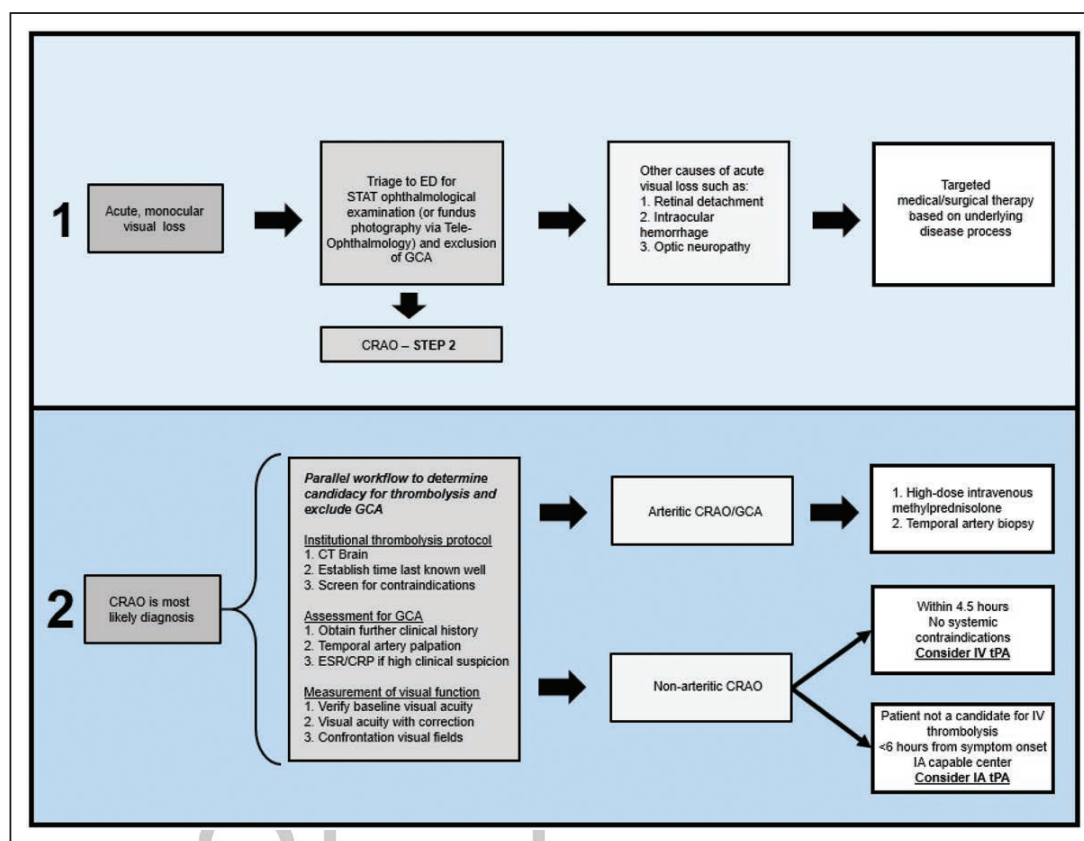 1
Acute, monocular
visual loss
Triage to ED for
STAT ophthalmological
examination (or fundus
photography via Tele-
Ophthalmology) and exclusion
of GCA
Other causes of acute
visual loss such as:
1. Retinal detachment
2. Intraocular
hemorrhage
3. Optic neuropathy
Targeted
medical/surgical therapy
based on underlying
disease process
CRAO – STEP 2
2
CRAO is most
likely diagnosis
Parallel workflow to determine
candidacy for thrombolysis and
exclude GCA
Institutional thrombolysis protocol
1. CT Brain
2. Establish time last known well
3. Screen for contraindications
Assessment for GCA
1. Obtain further clinical history
2. Temporal artery palpation
3. ESR/CRP if high clinical suspicion
Measurement of visual function
1. Verify baseline visual acuity
2. Visual acuity with correction
3. Confrontation visual fields
Arteritic CRAO/GCA
1. High-dose intravenous
methylprednisolone
2. Temporal artery biopsy
Non-arteritic CRAO
Within 4.5 hours
No systemic
contraindications
Consider IV tPA
Patient not a candidate for IV
thrombolysis
<6 hours from symptom onset
IA capable center
Consider IA tPA